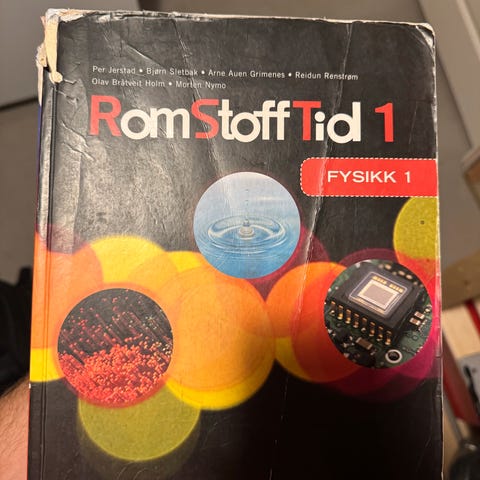 Per Jerstad • Bjørn Sletbak • Arne Auen Grimenes • Reidun Renstrøm
Olav Bråtveit Holm • Morten Nymo
RomStoffTid 1
FYSIKK 1